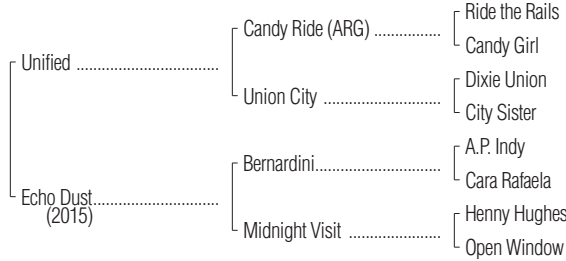 Ride the Rails
Candy Ride (ARG) ................
Candy Girl
Unified ..................................
Dixie Union
Union City ............................
City Sister
A.P. Indy
Bernardini..............................
Cara Rafaela
Echo Dust..............................
(2015)
Henny Hughes
Midnight Visit ......................
Open Window